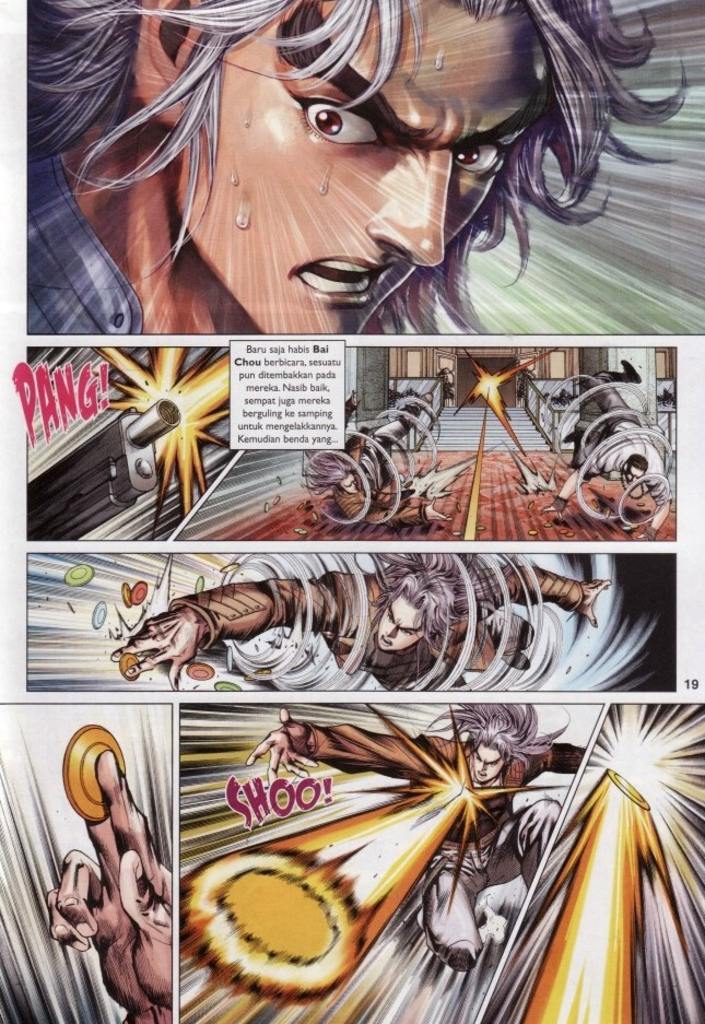 PANG!
Baru saja habis Bai
Chou berbicara, sesuatu
pun ditembakkan pada
mereka. Nasib baik,
sempat juga mereka
berguling ke samping
untuk mengelakkannya.
Kemudian benda yang...
19
SHOO!